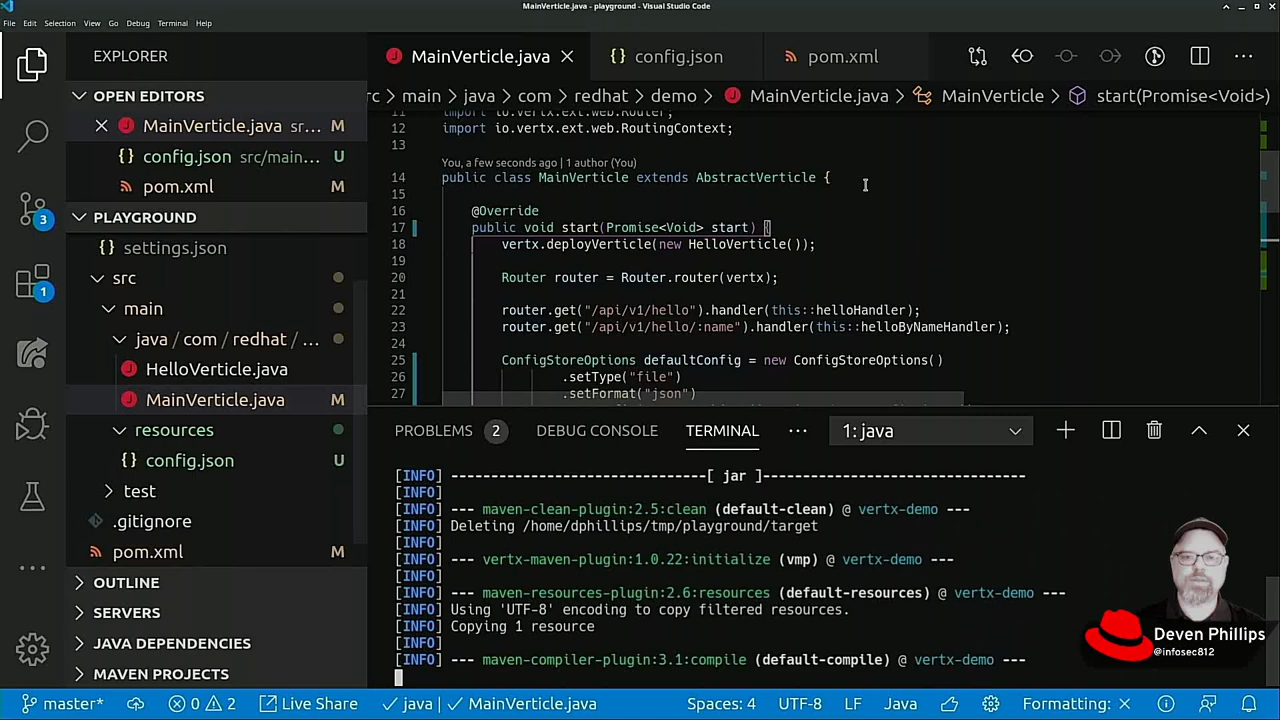 MainVerticle.java - playground - Visual Studio Code
File Edit Selection View Go Debug Terminal Help
EXPLORER
OPEN EDITORS
MainVerticle.java sr... M
config.json src/main... U
pom.xml M
PLAYGROUND
settings.json
src
main
java / com / redhat / ...
HelloVerticle.java
MainVerticle.java M
resources
config.json U
test
.gitignore
pom.xml M
OUTLINE
SERVERS
JAVA DEPENDENCIES
MAVEN PROJECTS
3
1
MainVerticle.java
config.json
pom.xml
rc > main > java > com > redhat > demo > MainVerticle.java > MainVerticle > start(Promise<Void>)
11 import io.vertx.ext.web.Router;
12 import io.vertx.ext.web.RoutingContext;
13
You, a few seconds ago | 1 author (You)
14 public class MainVerticle extends AbstractVerticle {
15
16 @Override
17 public void start(Promise<Void> start) {
18 vertx.deployVerticle(new HelloVerticle());
19
20 Router router = Router.router(vertx);
21
22 router.get("/api/v1/hello").handler(this::helloHandler);
23 router.get("/api/v1/hello/:name").handler(this::helloByNameHandler);
24
25 ConfigStoreOptions defaultConfig = new ConfigStoreOptions()
26 .setType("file")
27 .setFormat("json")
PROBLEMS 2 DEBUG CONSOLE TERMINAL ... 1: java
[INFO] --------------------------------[ jar ]---------------------------------
[INFO]
[INFO] --- maven-clean-plugin:2.5:clean (default-clean) @ vertx-demo ---
[INFO] Deleting /home/dphillips/tmp/playground/target
[INFO]
[INFO] --- vertx-maven-plugin:1.0.22:initialize (vmp) @ vertx-demo ---
[INFO]
[INFO] --- maven-resources-plugin:2.6:resources (default-resources) @ vertx-demo ---
[INFO] Using 'UTF-8' encoding to copy filtered resources.
[INFO] Copying 1 resource
[INFO]
[INFO] --- maven-compiler-plugin:3.1:compile (default-compile) @ vertx-demo ---
Deven Phillips
@infosec812
master* 0 2 Live Share java | MainVerticle.java Spaces: 4 UTF-8 LF Java Formatting: ×